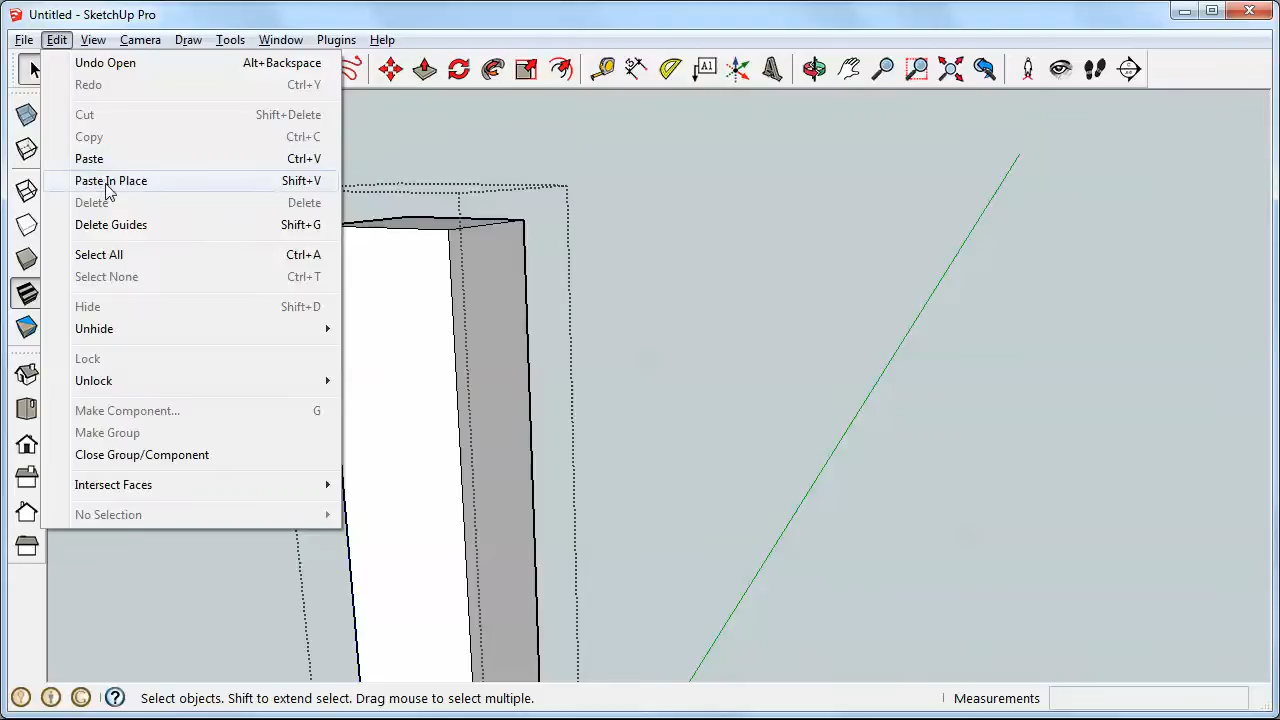 Untitled - SketchUp Pro
File Edit View Camera Draw Tools Window Plugins Help
Undo Open Alt+Backspace
Redo Ctrl+Y
Cut Shift+Delete
Copy Ctrl+C
Paste Ctrl+V
Paste In Place Shift+V
Delete Delete
Delete Guides Shift+G
Select All Ctrl+A
Select None Ctrl+T
Hide Shift+D
Unhide
Lock
Unlock
Make Component... G
Make Group
Close Group/Component
Intersect Faces
No Selection
Select objects. Shift to extend select. Drag mouse to select multiple. Measurements